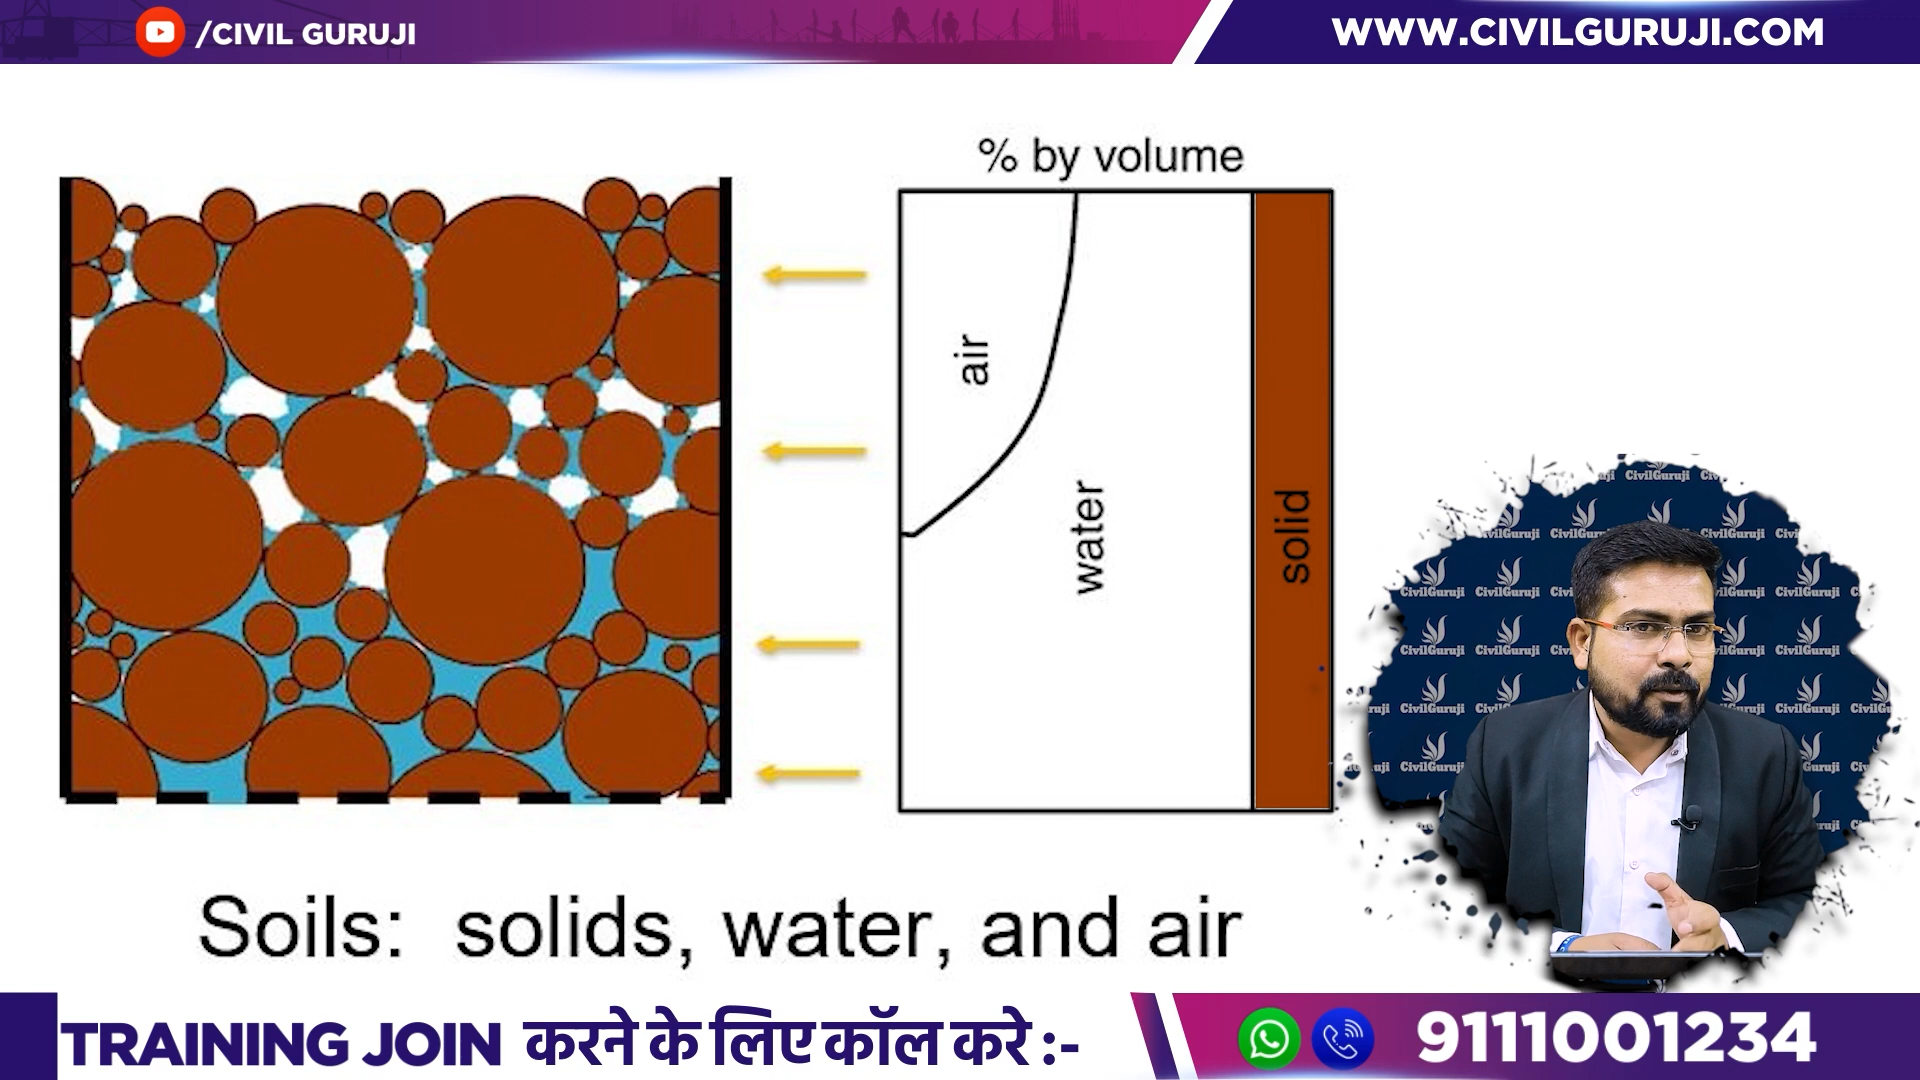 /CIVIL GURUJI
WWW.CIVILGURUJI.COM
% by volume
air
water
solid
CivilGuruji
Soils: solids, water, and air
TRAINING JOIN करने के लिए कॉल करे :-
9111001234